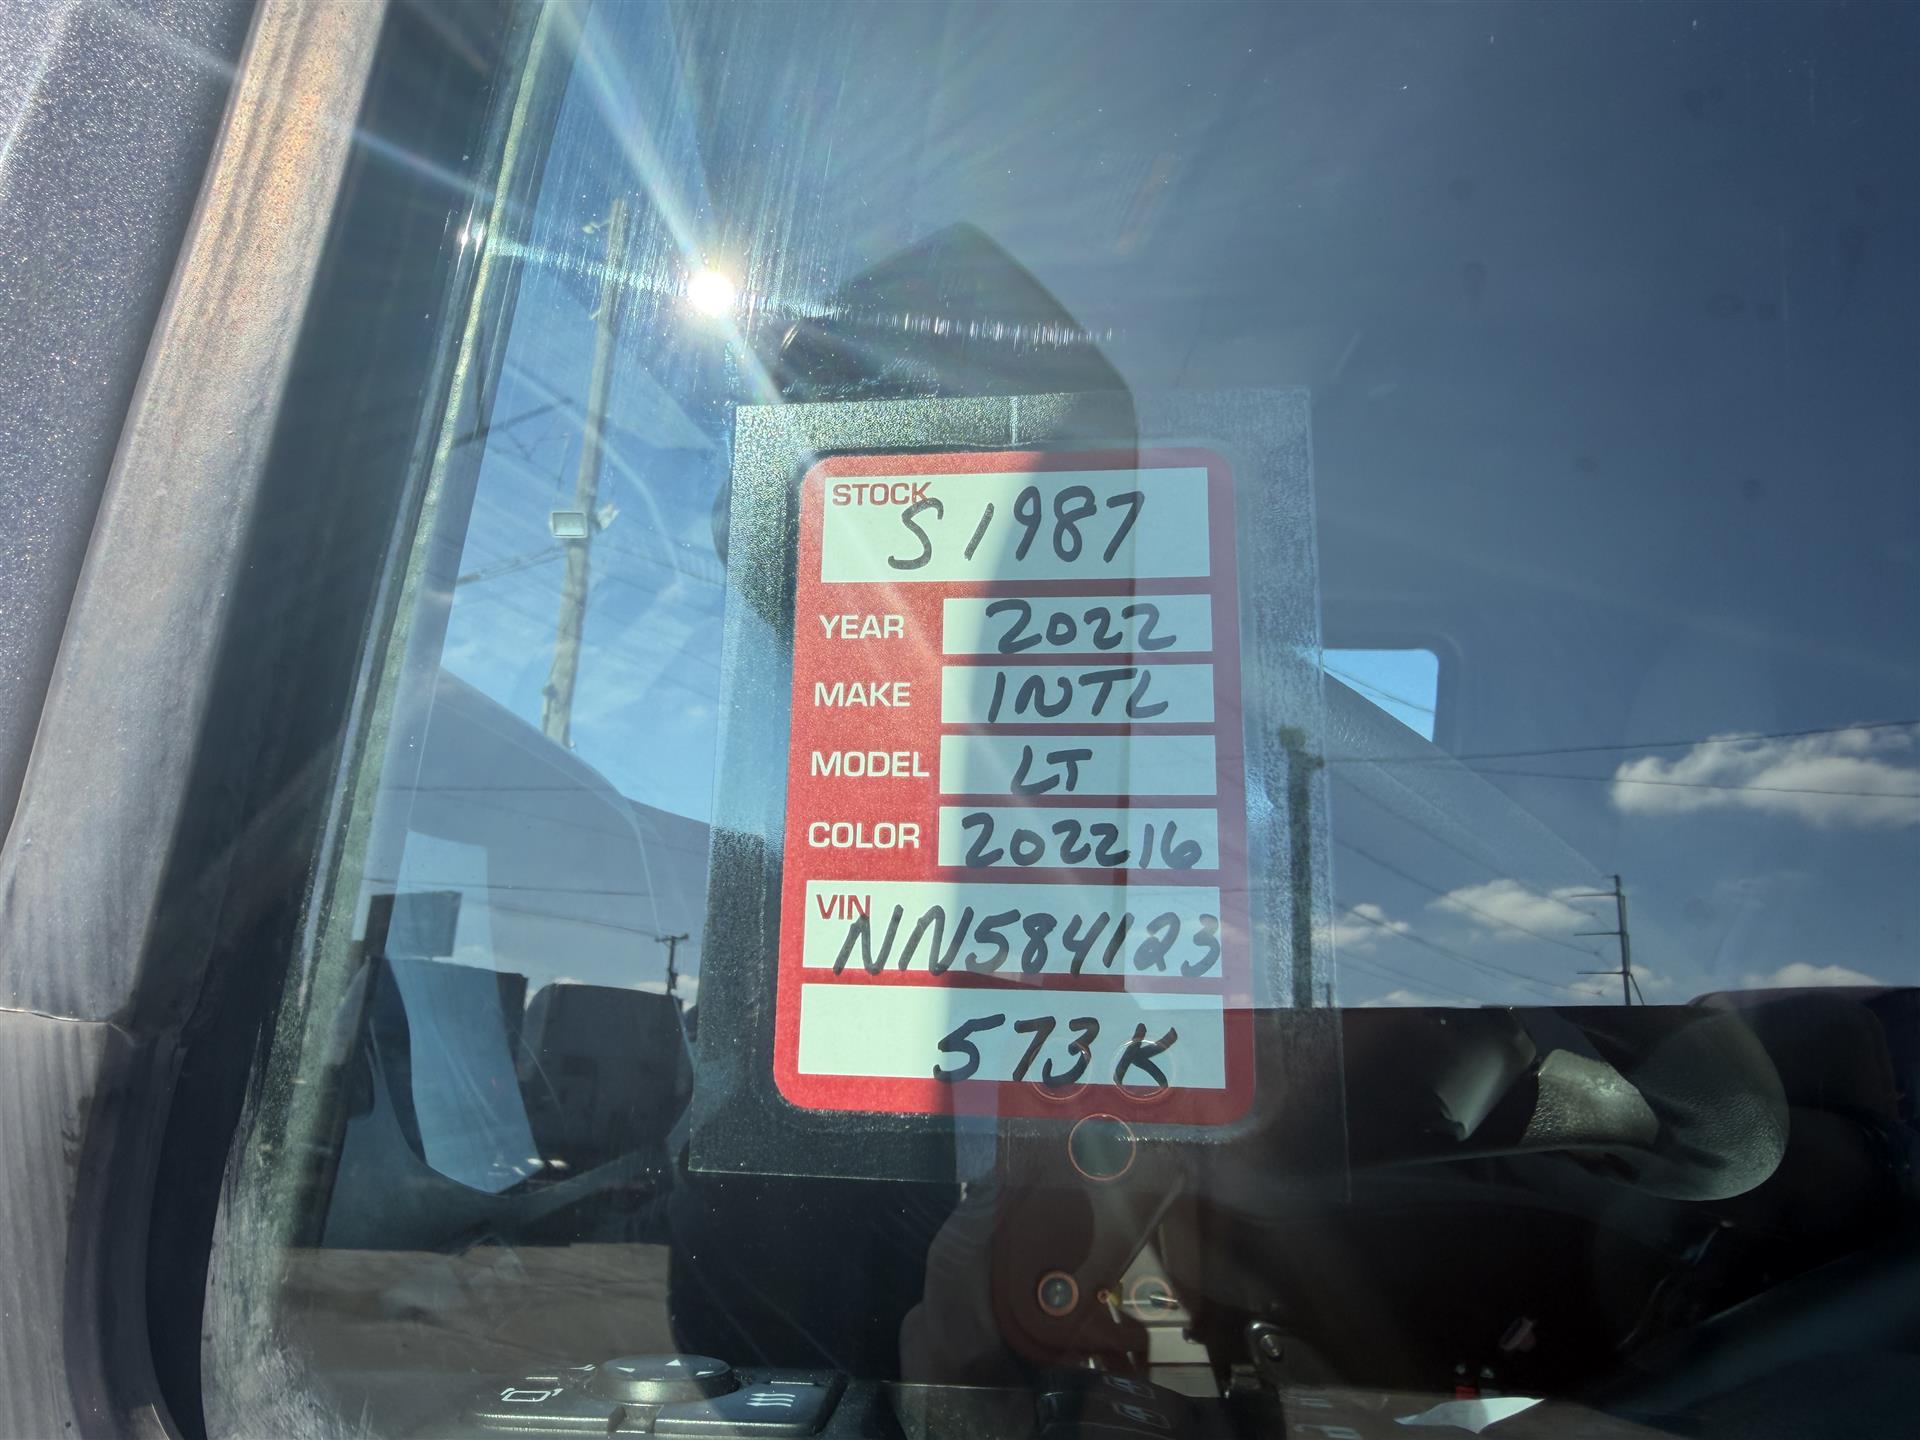 STOCK
S1987
YEAR 2022
MAKE INTL
MODEL LT
COLOR 202216
VIN
NN584123
573K